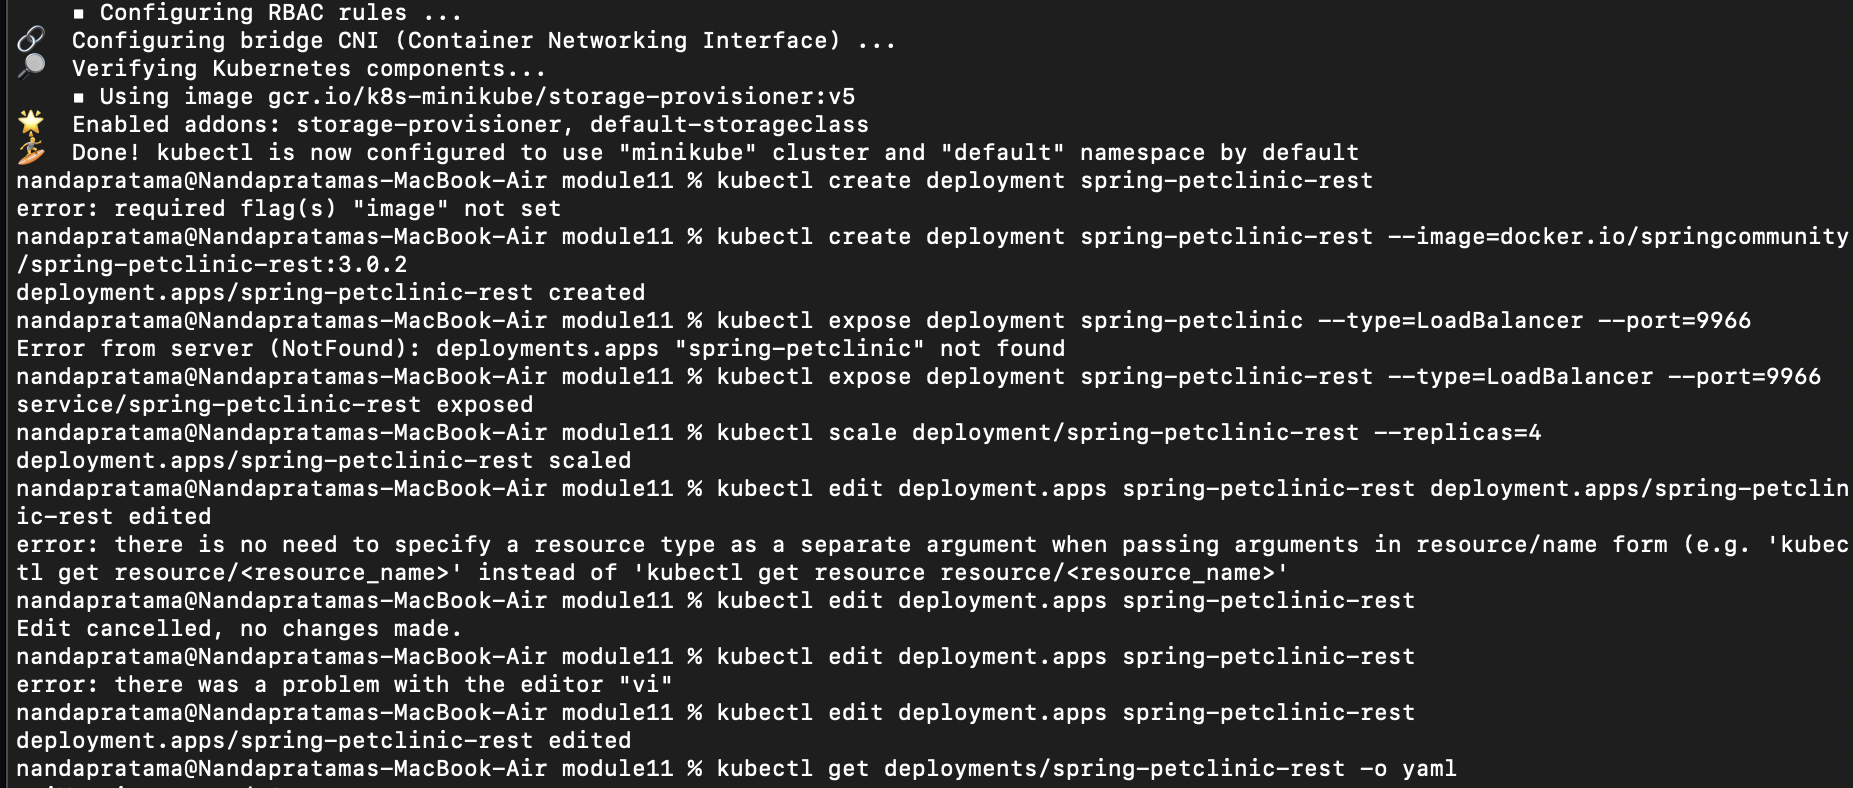 ▪ Configuring RBAC rules ...
🔗 Configuring bridge CNI (Container Networking Interface) ...
🔎 Verifying Kubernetes components...
▪ Using image gcr.io/k8s-minikube/storage-provisioner:v5
🌟 Enabled addons: storage-provisioner, default-storageclass
🏄 Done! kubectl is now configured to use "minikube" cluster and "default" namespace by default
nandapratama@Nandapratamas-MacBook-Air module11 % kubectl create deployment spring-petclinic-rest
error: required flag(s) "image" not set
nandapratama@Nandapratamas-MacBook-Air module11 % kubectl create deployment spring-petclinic-rest --image=docker.io/springcommunity
/spring-petclinic-rest:3.0.2
deployment.apps/spring-petclinic-rest created
nandapratama@Nandapratamas-MacBook-Air module11 % kubectl expose deployment spring-petclinic --type=LoadBalancer --port=9966
Error from server (NotFound): deployments.apps "spring-petclinic" not found
nandapratama@Nandapratamas-MacBook-Air module11 % kubectl expose deployment spring-petclinic-rest --type=LoadBalancer --port=9966
service/spring-petclinic-rest exposed
nandapratama@Nandapratamas-MacBook-Air module11 % kubectl scale deployment/spring-petclinic-rest --replicas=4
deployment.apps/spring-petclinic-rest scaled
nandapratama@Nandapratamas-MacBook-Air module11 % kubectl edit deployment.apps spring-petclinic-rest deployment.apps/spring-petclin
ic-rest edited
error: there is no need to specify a resource type as a separate argument when passing arguments in resource/name form (e.g. 'kubec
tl get resource/<resource_name>' instead of 'kubectl get resource resource/<resource_name>'
nandapratama@Nandapratamas-MacBook-Air module11 % kubectl edit deployment.apps spring-petclinic-rest
Edit cancelled, no changes made.
nandapratama@Nandapratamas-MacBook-Air module11 % kubectl edit deployment.apps spring-petclinic-rest
error: there was a problem with the editor "vi"
nandapratama@Nandapratamas-MacBook-Air module11 % kubectl edit deployment.apps spring-petclinic-rest
deployment.apps/spring-petclinic-rest edited
nandapratama@Nandapratamas-MacBook-Air module11 % kubectl get deployments/spring-petclinic-rest -o yaml